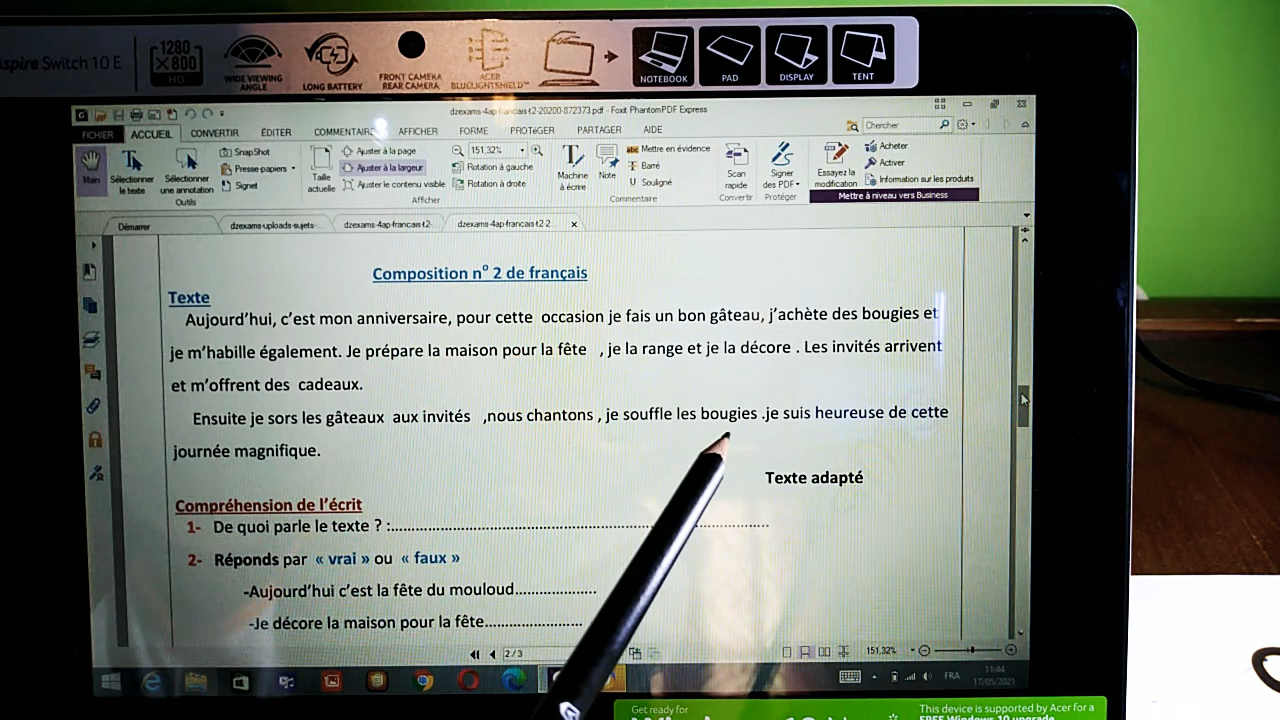 Aspire Switch 10 E
1280 ×800 HD
WIDE VIEWING ANGLE
LONG BATTERY
FRONT CAMERA REAR CAMERA
ACER BLUELIGHTSHIELD™
NOTEBOOK
PAD
DISPLAY
TENT
dzexams-4ap-francais-t2-20200-872373.pdf - Foxit PhantomPDF Express
FICHIER ACCUEIL CONVERTIR ÉDITER COMMENTAIRE AFFICHER FORME PROTéGER PARTAGER AIDE Chercher
Main
Sélectionner le texte
Sélectionner une annotation
SnapShot
Presse-papiers
Signet
Outils
Taille actuelle
Ajuster à la page
Ajuster à la largeur
Ajuster le contenu visible
151,32%
Rotation à gauche
Rotation à droite
Afficher
Machine à écrire
Note
Mettre en évidence
Barré
Souligné
Commentaire
Scan rapide
Convertir
Signer des PDF
Protéger
Essayez la modification
Acheter
Activer
Information sur les produits
Mettre à niveau vers Business
Démarrer dzexams-uploads-sujets- dzexams-4ap-francais-t2- dzexams-4ap-francais-t2-2
Composition n° 2 de français
Texte
Aujourd'hui, c'est mon anniversaire, pour cette occasion je fais un bon gâteau, j'achète des bougies et
je m'habille également. Je prépare la maison pour la fête , je la range et je la décore . Les invités arrivent
et m'offrent des cadeaux.
Ensuite je sors les gâteaux aux invités ,nous chantons , je souffle les bougies .je suis heureuse de cette
journée magnifique.
Texte adapté
Compréhension de l'écrit
1- De quoi parle le texte ? :..........................................................................................
2- Réponds par « vrai » ou « faux »
-Aujourd'hui c'est la fête du mouloud....................
-Je décore la maison pour la fête........................
2/3
151,32%
FRA
11:44
17/05/2021
Get ready for
This device is supported by Acer for a
FREE Windows 10 upgrade